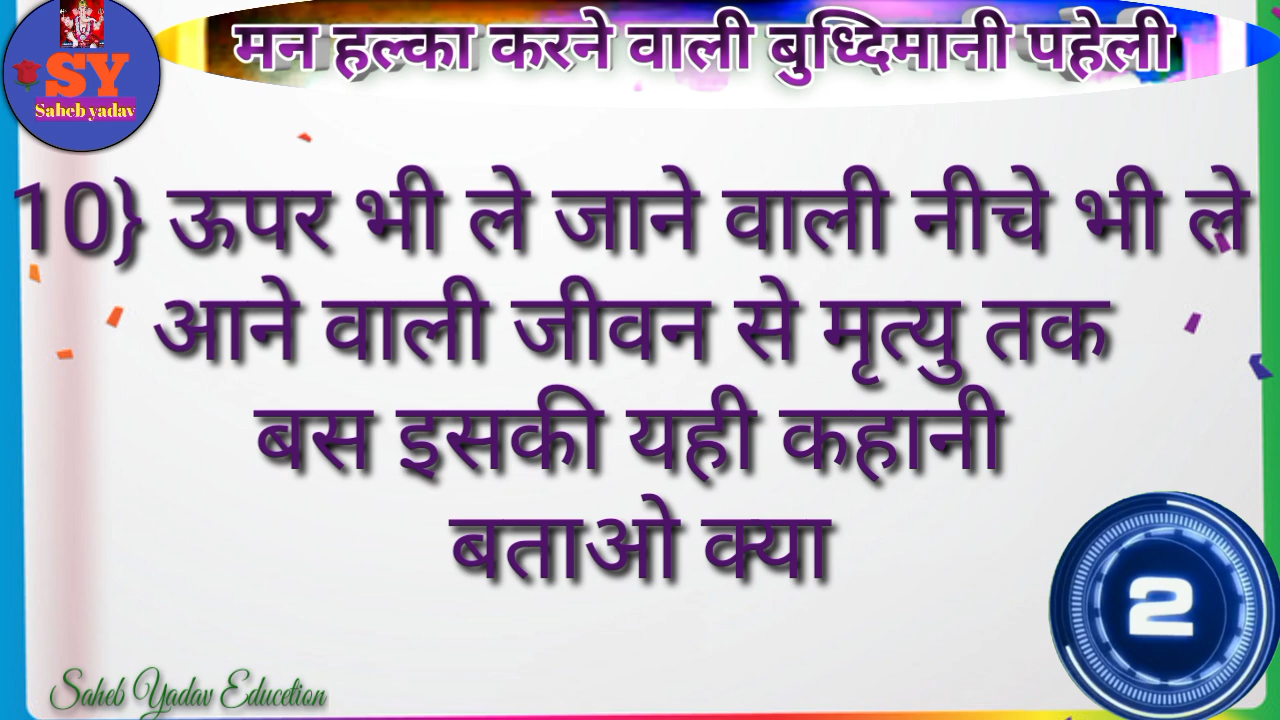 मन हल्का करने वाली बुध्दिमानी पहेली
SY
Saheb yadav
10} ऊपर भी ले जाने वाली नीचे भी ले
आने वाली जीवन से मृत्यु तक
बस इसकी यही कहानी
बताओ क्या
2
Saheb Yadav Educetion